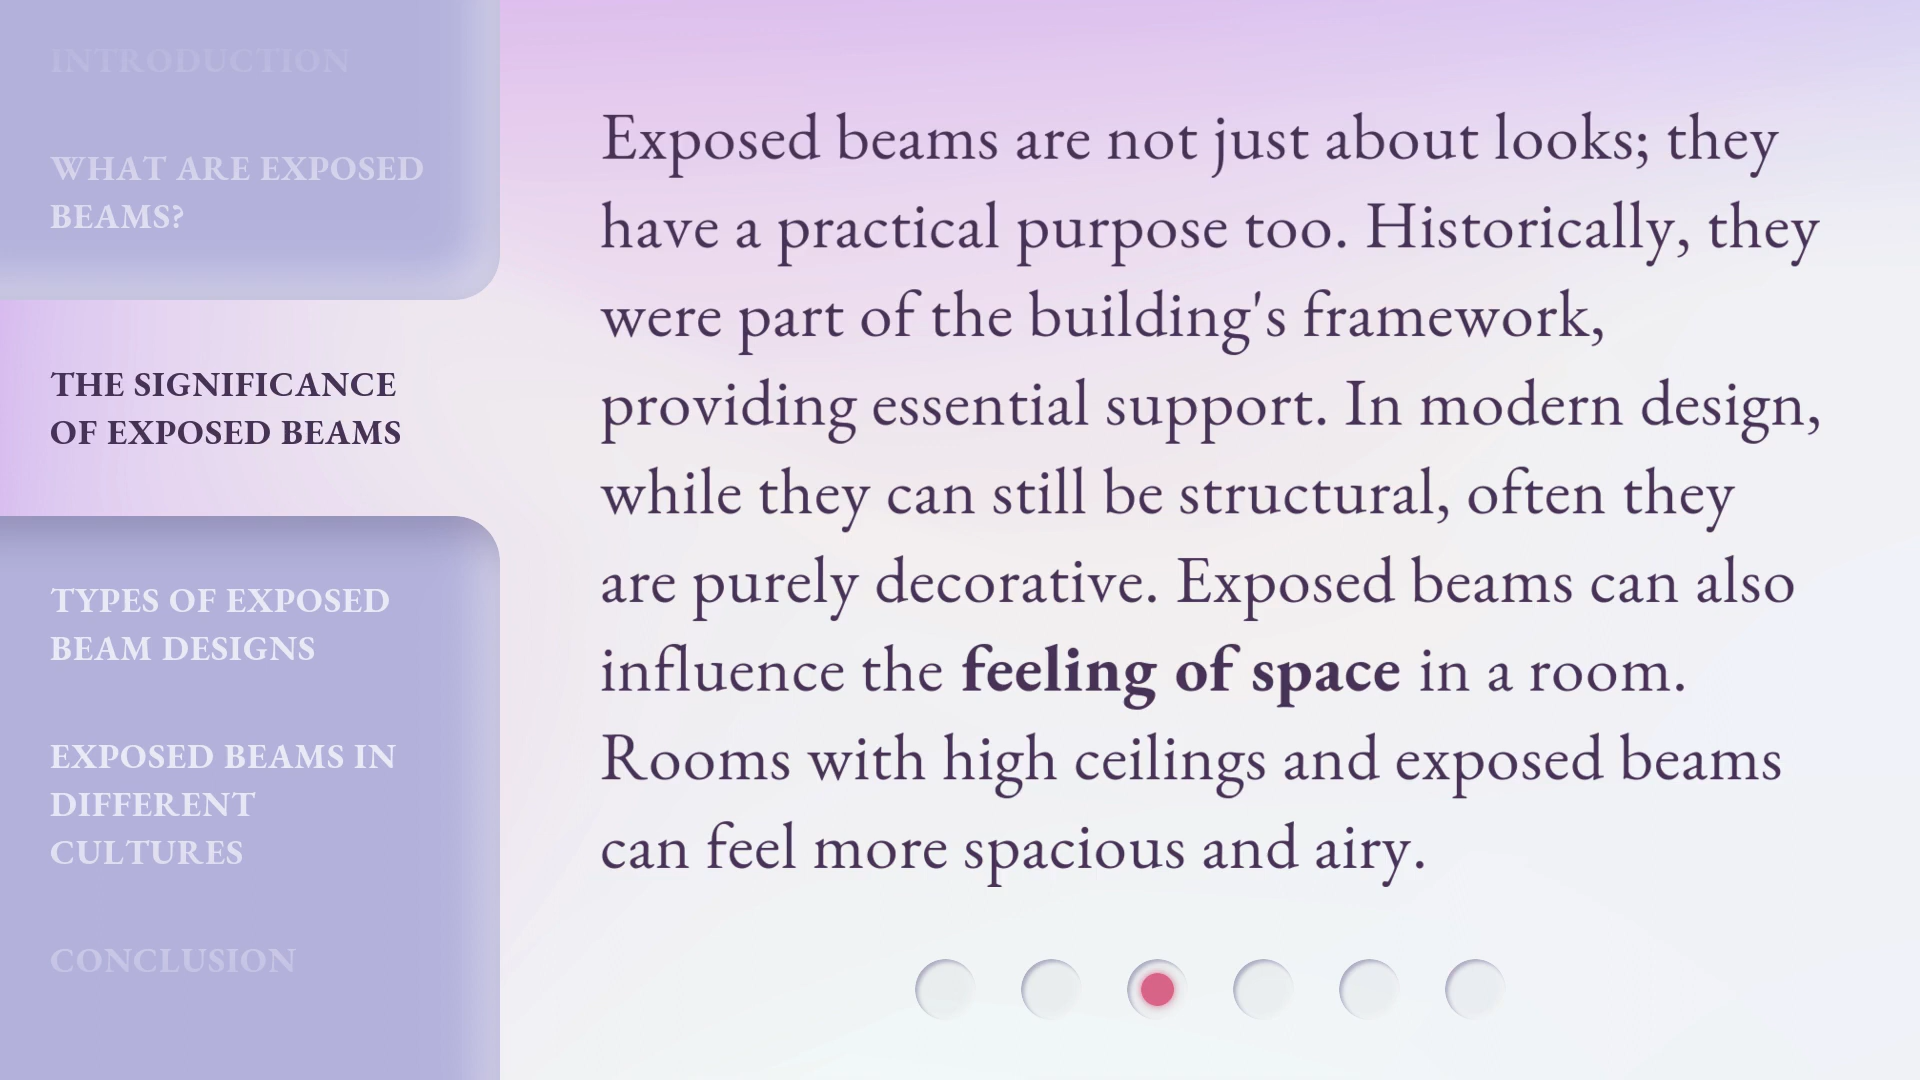 INTRODUCTION
WHAT ARE EXPOSED
BEAMS?
THE SIGNIFICANCE
OF EXPOSED BEAMS
TYPES OF EXPOSED
BEAM DESIGNS
EXPOSED BEAMS IN
DIFFERENT
CULTURES
CONCLUSION
Exposed beams are not just about looks; they
have a practical purpose too. Historically, they
were part of the building's framework,
providing essential support. In modern design,
while they can still be structural, often they
are purely decorative. Exposed beams can also
influence the feeling of space in a room.
Rooms with high ceilings and exposed beams
can feel more spacious and airy.